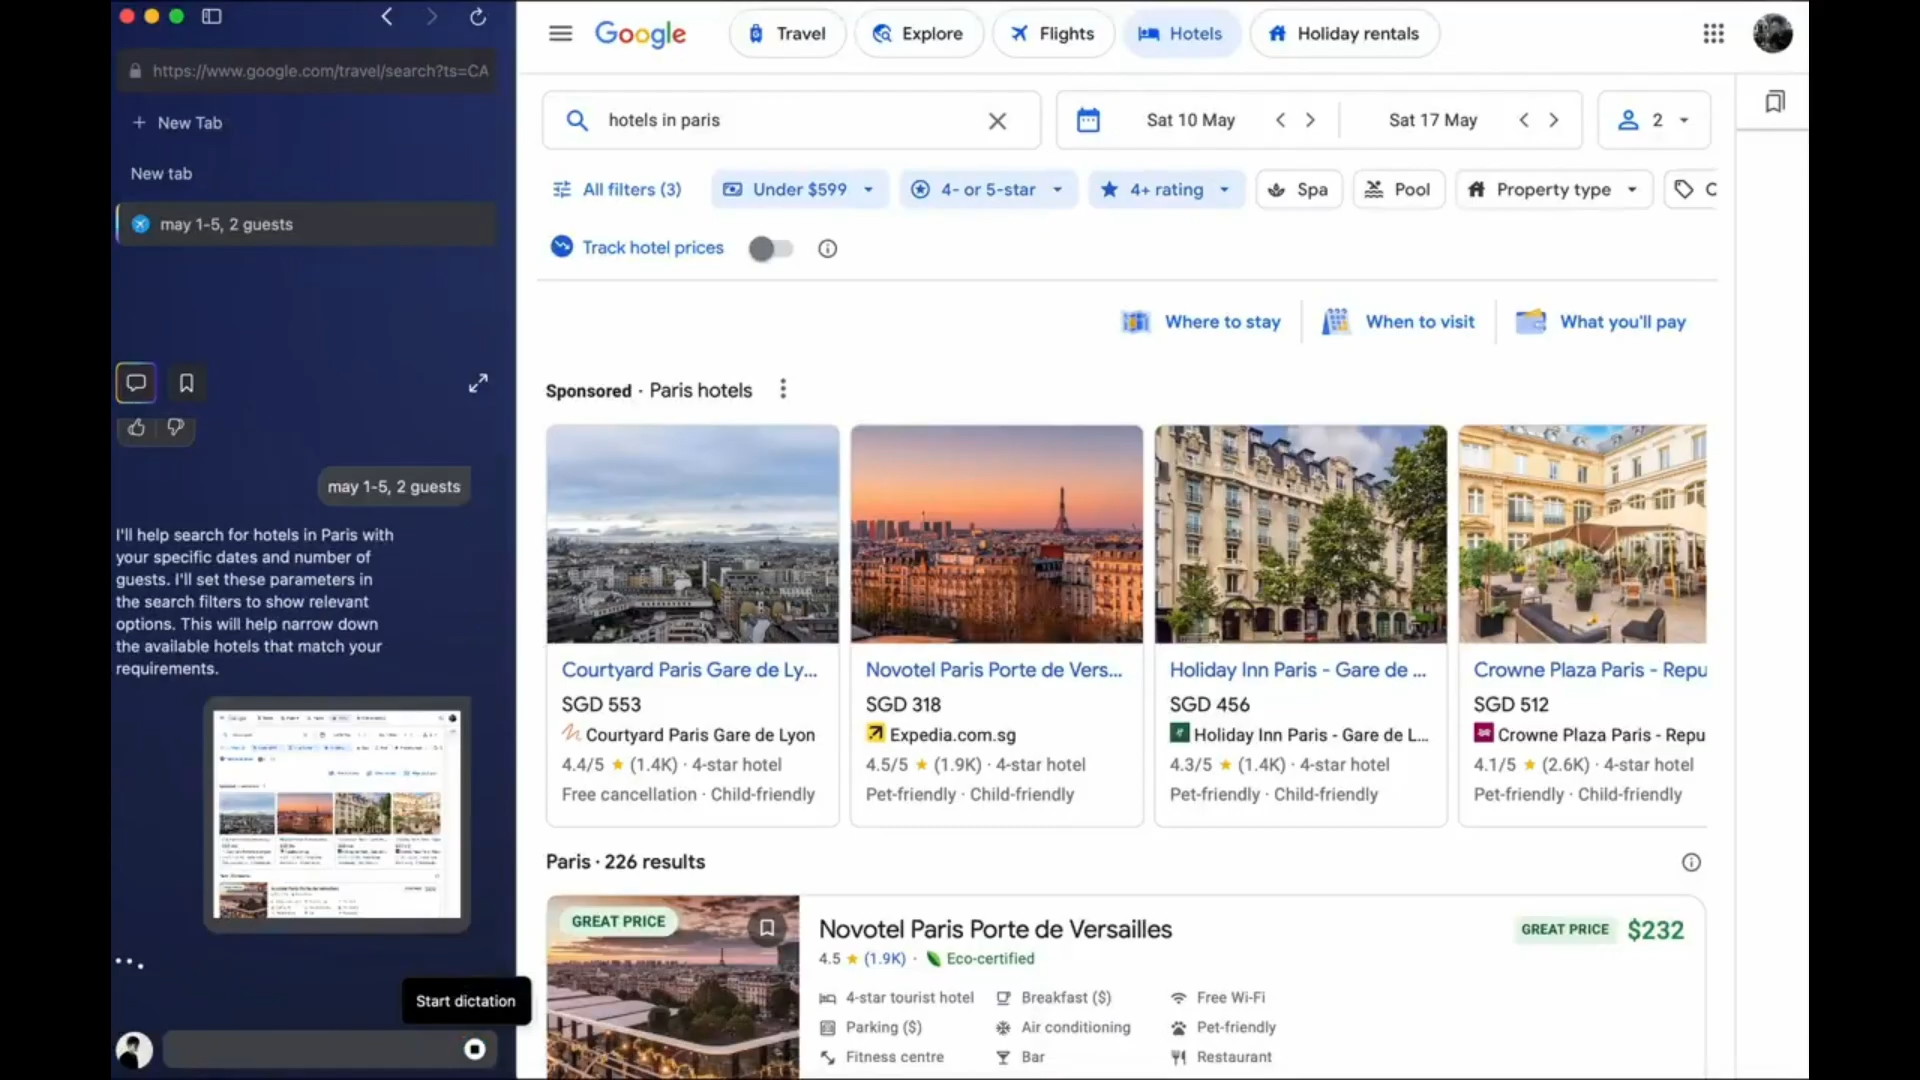 https://www.google.com/travel/search?ts=CA
New Tab
New tab
may 1-5, 2 guests
may 1-5, 2 guests
I'll help search for hotels in Paris with
your specific dates and number of
guests. I'll set these parameters in
the search filters to show relevant
options. This will help narrow down
the available hotels that match your
requirements.
Start dictation
Google
Travel
Explore
Flights
Hotels
Holiday rentals
hotels in paris
Sat 10 May
Sat 17 May
2
All filters (3)
Under $599
4- or 5-star
4+ rating
Spa
Pool
Property type
Track hotel prices
Where to stay
When to visit
What you'll pay
Sponsored · Paris hotels
Courtyard Paris Gare de Ly...
SGD 553
Courtyard Paris Gare de Lyon
4.4/5 ★ (1.4K) · 4-star hotel
Free cancellation · Child-friendly
Novotel Paris Porte de Vers...
SGD 318
Expedia.com.sg
4.5/5 ★ (1.9K) · 4-star hotel
Pet-friendly · Child-friendly
Holiday Inn Paris - Gare de ...
SGD 456
Holiday Inn Paris - Gare de L...
4.3/5 ★ (1.4K) · 4-star hotel
Pet-friendly · Child-friendly
Crowne Plaza Paris - Repu
SGD 512
Crowne Plaza Paris - Repu
4.1/5 ★ (2.6K) · 4-star hotel
Pet-friendly · Child-friendly
Paris · 226 results
GREAT PRICE
Novotel Paris Porte de Versailles
GREAT PRICE $232
4.5 ★ (1.9K) · Eco-certified
4-star tourist hotel
Breakfast ($)
Free Wi-Fi
Parking ($)
Air conditioning
Pet-friendly
Fitness centre
Bar
Restaurant